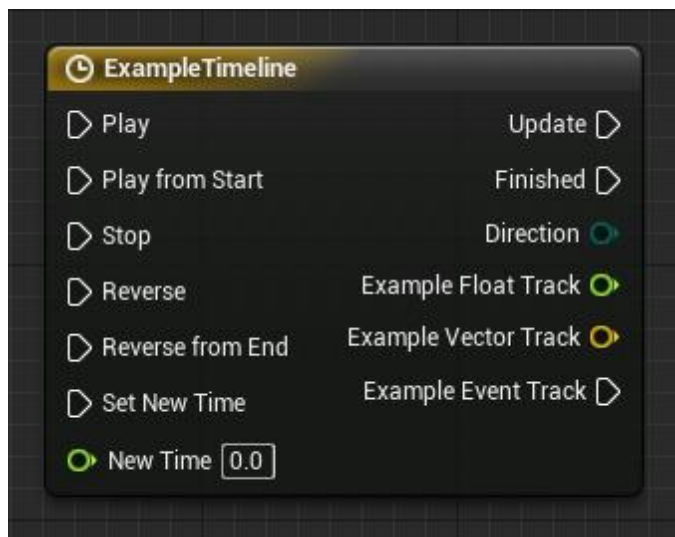 ExampleTimeline
Play
Update
Play from Start
Finished
Stop
Direction
Reverse
Example Float Track
Reverse from End
Example Vector Track
Set New Time
Example Event Track
New Time 0.0